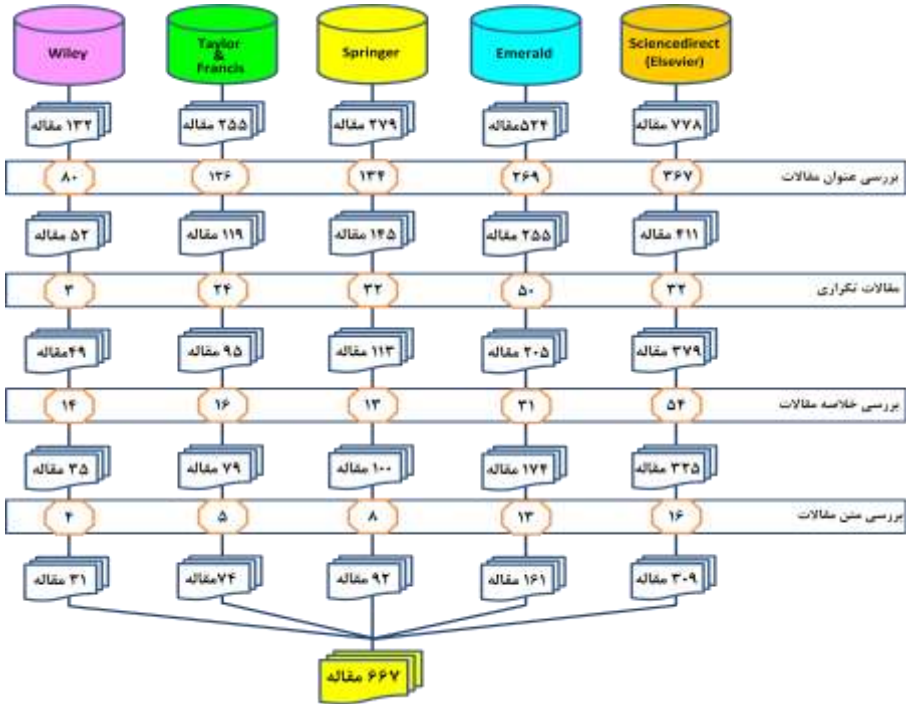 Sciencedirect
(Elsevier)
Emerald
Springer
Taylor
&
Francis
Wiley
۷۷۸ مقاله
۵۲۴مقاله
۲۷۹ مقاله
۲۵۵ مقاله
۱۳۲ مقاله
بررسی عنوان مقالات
۳۶۷
۲۶۹
۱۳۴
۱۳۶
۸۰
۴۱۱ مقاله
۲۵۵ مقاله
۱۴۵ مقاله
۱۱۹ مقاله
۵۲ مقاله
مقالات تکراری
۳۲
۵۰
۳۲
۲۴
۳
۳۷۹ مقاله
۲۰۵ مقاله
۱۱۳ مقاله
۹۵ مقاله
۴۹مقاله
بررسی خلاصه مقالات
۵۴
۳۱
۱۳
۱۶
۱۴
۳۲۵ مقاله
۱۷۴ مقاله
۱۰۰ مقاله
۷۹ مقاله
۳۵ مقاله
بررسی متن مقالات
۱۶
۱۳
۸
۵
۴
۳۰۹ مقاله
۱۶۱ مقاله
۹۲ مقاله
۷۴مقاله
۳۱ مقاله
۶۶۷ مقاله